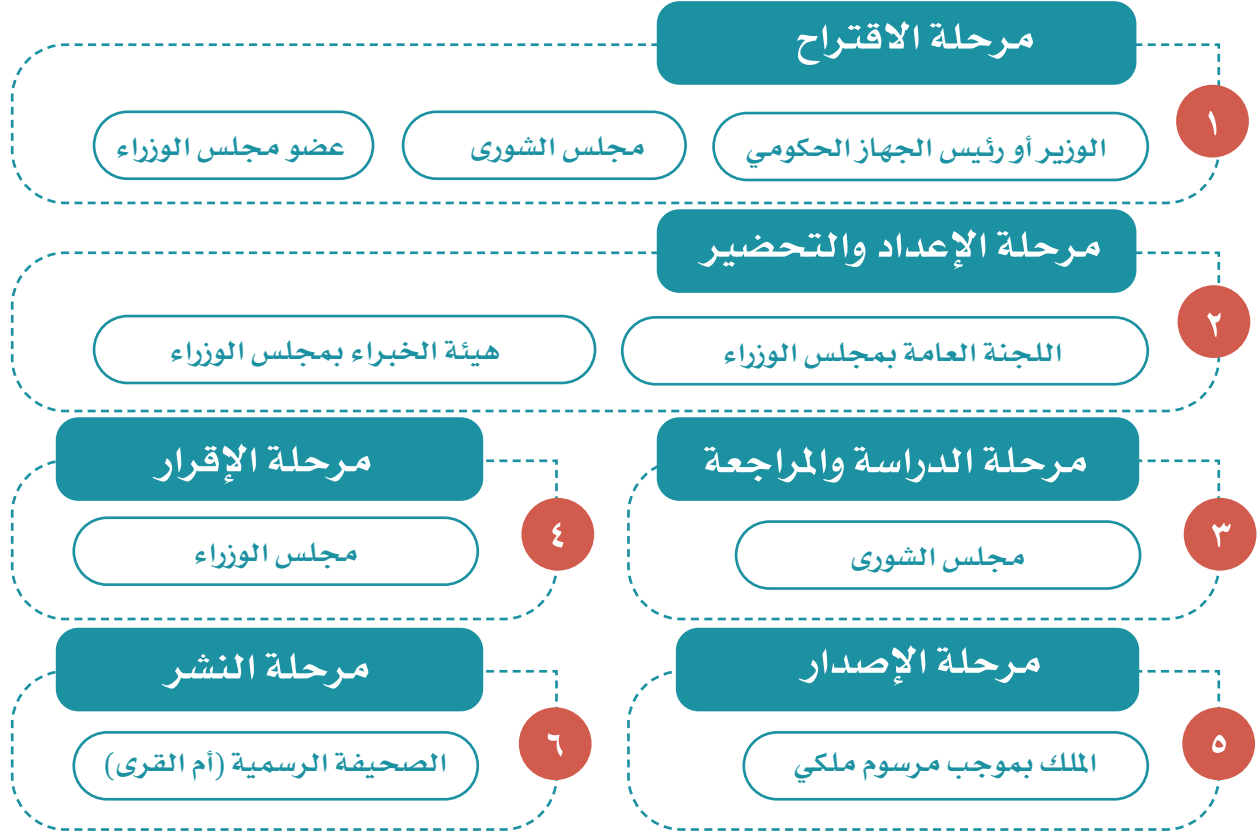 مرحلة الاقتراح
١
الوزير أو رئيس الجهاز الحكومي
مجلس الشورى
عضو مجلس الوزراء
مرحلة الإعداد والتحضير
٢
اللجنة العامة بمجلس الوزراء
هيئة الخبراء بمجلس الوزراء
مرحلة الدراسة والمراجعة
٣
مجلس الشورى
مرحلة الإقرار
٤
مجلس الوزراء
مرحلة الإصدار
٥
الملك بموجب مرسوم ملكي
مرحلة النشر
٦
الصحيفة الرسمية (أم القرى)